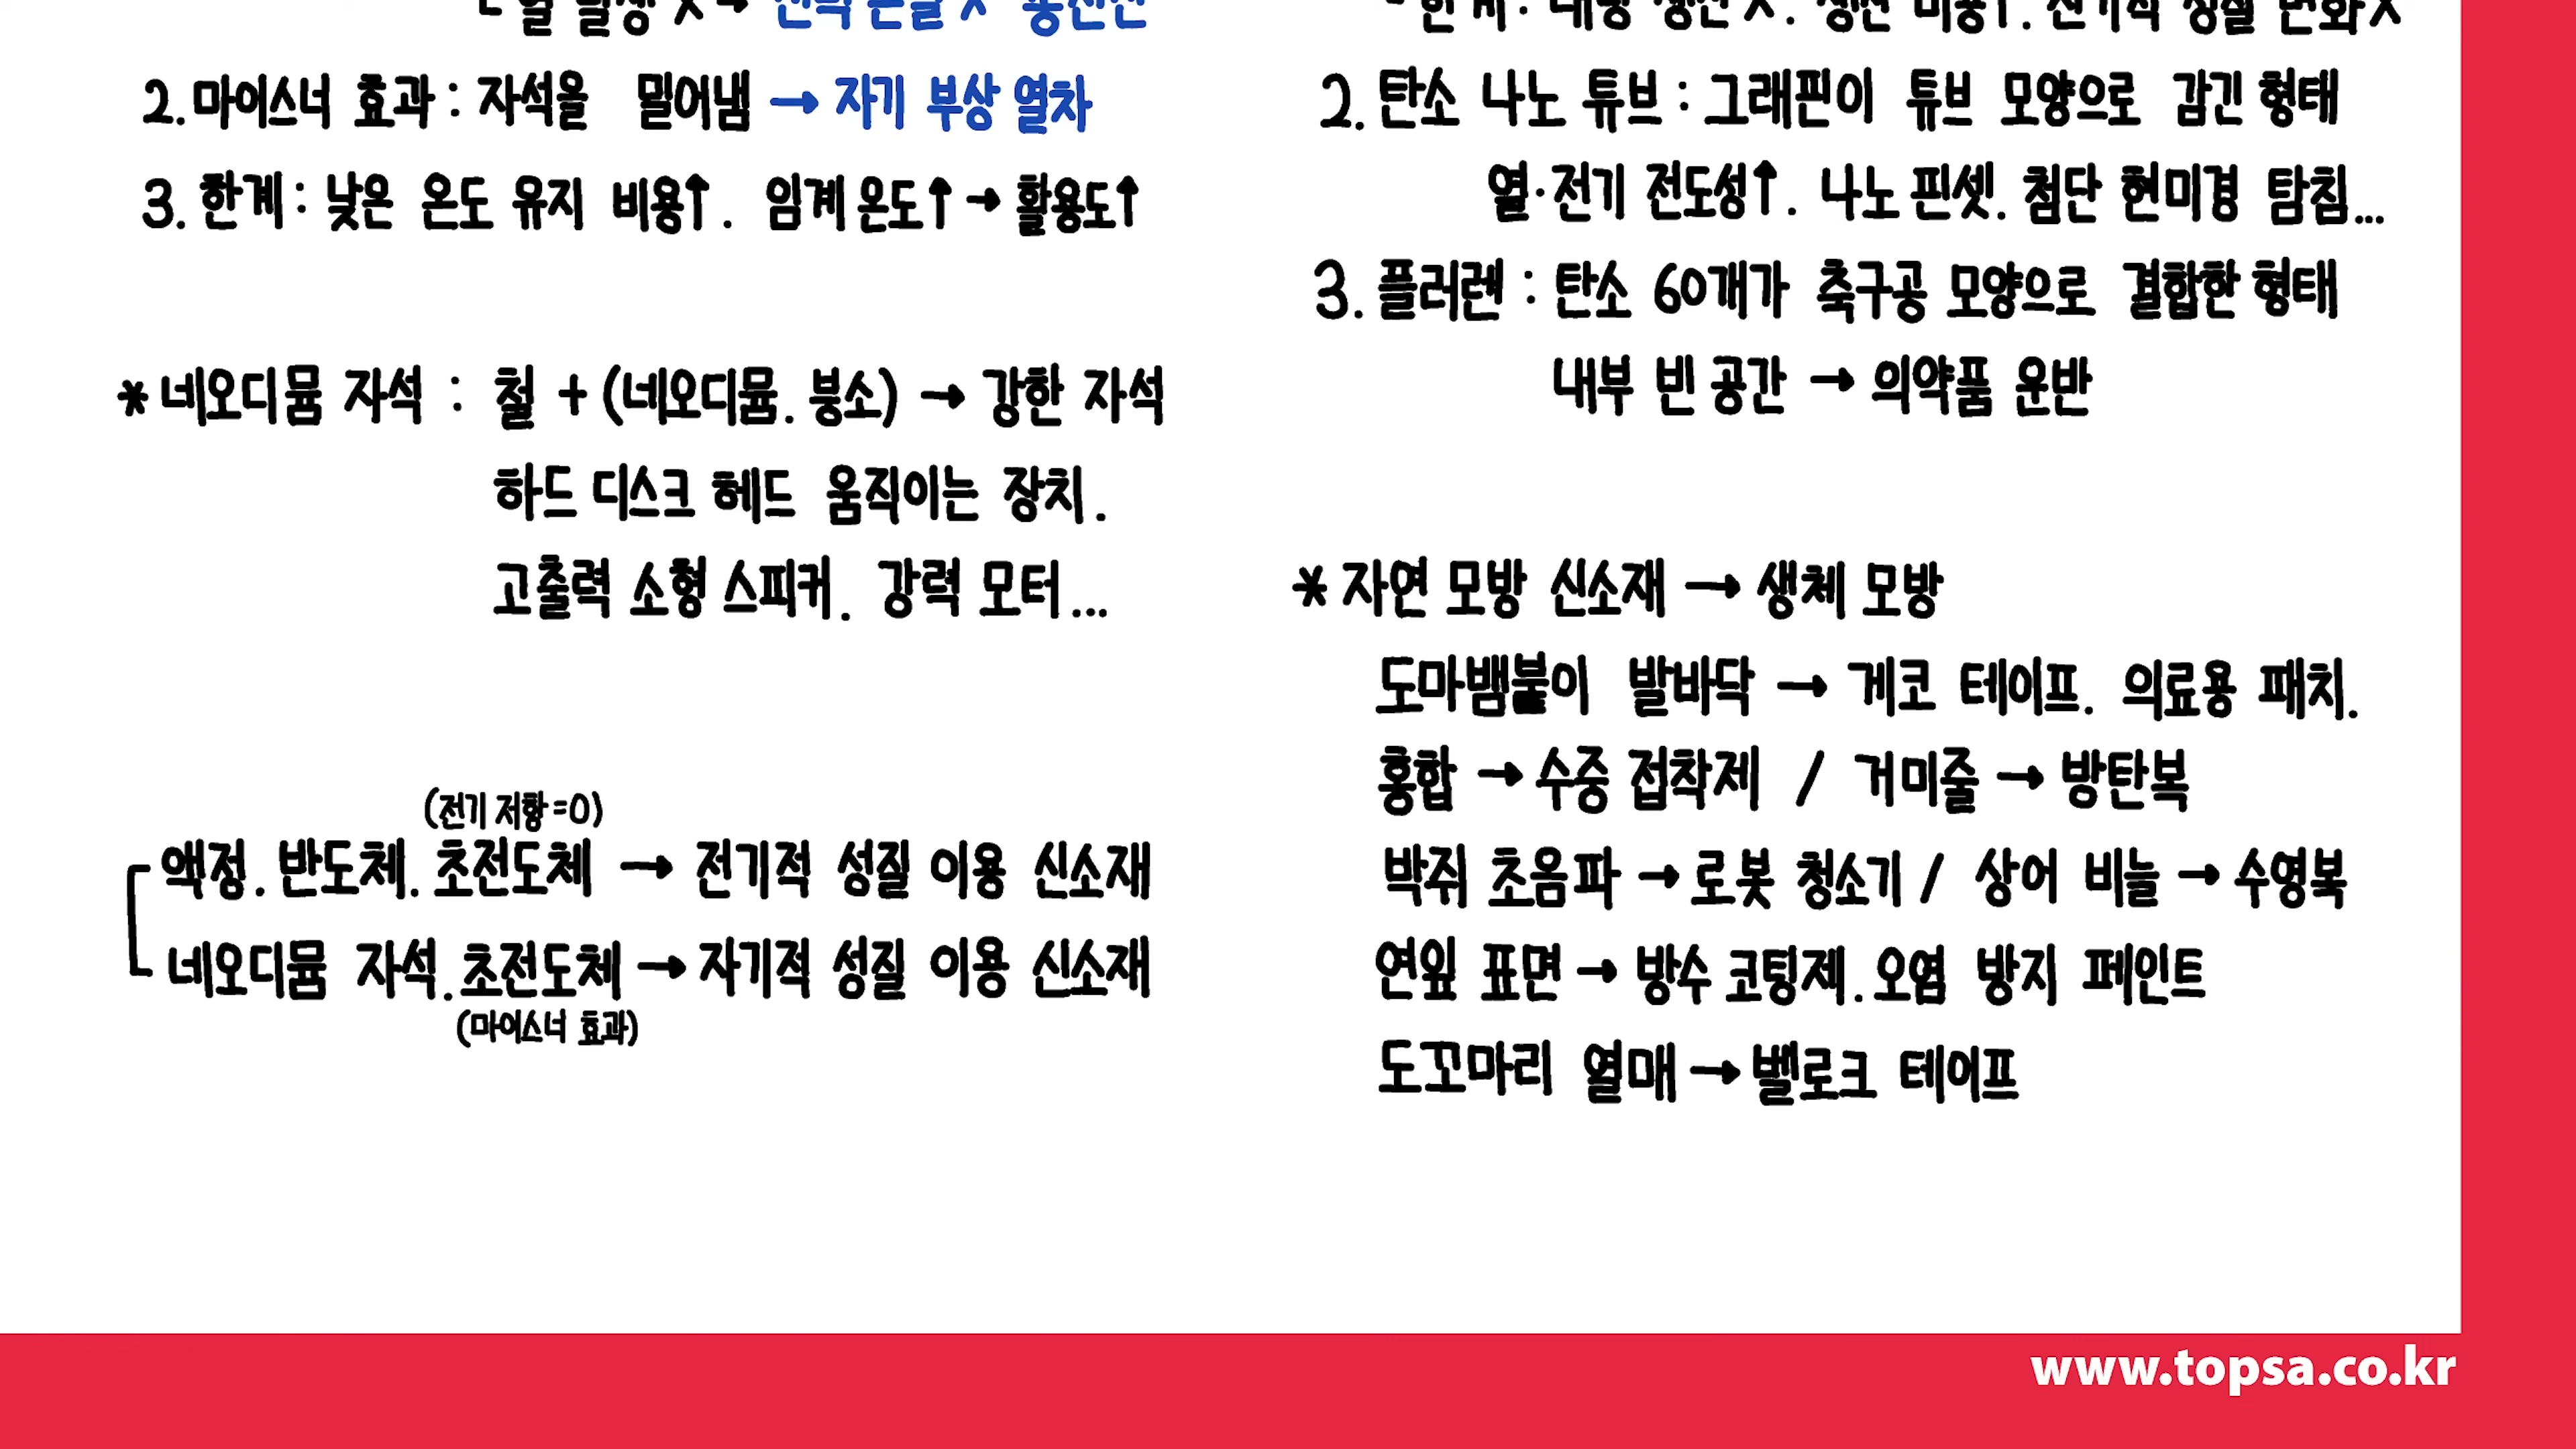 2. 마이스너 효과 : 자석을 밀어냄 → 자기 부상 열차
3. 한계 : 낮은 온도 유지 비용↑. 임계 온도↑ → 활용도↑
* 네오디뮴 자석 : 철 + (네오디뮴. 붕소) → 강한 자석
하드 디스크 헤드 움직이는 장치.
고출력 소형 스피커. 강력 모터...
(전기 저항=0)
액정. 반도체. 초전도체 → 전기적 성질 이용 신소재
네오디뮴 자석. 초전도체 → 자기적 성질 이용 신소재
(마이스너 효과)
2. 탄소 나노 튜브 : 그래핀이 튜브 모양으로 감긴 형태
열·전기 전도성↑. 나노 핀셋. 첨단 현미경 탐침...
3. 플러렌 : 탄소 60개가 축구공 모양으로 결합한 형태
내부 빈 공간 → 의약품 운반
* 자연 모방 신소재 → 생체 모방
도마뱀붙이 발바닥 → 게코 테이프. 의료용 패치.
홍합 → 수중 접착제 / 거미줄 → 방탄복
박쥐 초음파 → 로봇 청소기 / 상어 비늘 → 수영복
연잎 표면 → 방수 코팅제. 오염 방지 페인트
도꼬마리 열매 → 벨로크 테이프
www.topsa.co.kr